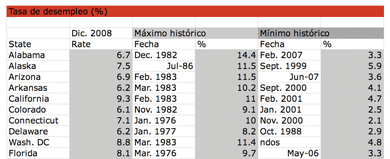 Tasa de desempleo (%)
Dic. 2008 Máximo histórico Mínimo histórico
State Rate Fecha % Fecha %
Alabama 6.7 Dec. 1982 14.4 Feb. 2007 3.3
Alaska 7.5 Jul-86 11.5 Sept. 1999 5.9
Arizona 6.9 Feb. 1983 11.5 Jun-07 3.6
Arkansas 6.2 Mar. 1983 10.2 Sept. 2000 4.1
California 9.3 Feb. 1983 11 Feb. 2001 4.7
Colorado 6.1 Nov. 1982 9.1 Jan. 2001 2.5
Connecticut 7.1 Jan. 1976 10 Nov. 2000 2.1
Delaware 6.2 Jan. 1977 8.2 Oct. 1988 2.9
Wash. DC 8.8 Mar. 1983 11.4 ndos 4.8
Florida 8.1 Mar. 1976 9.7 May-06 3.3